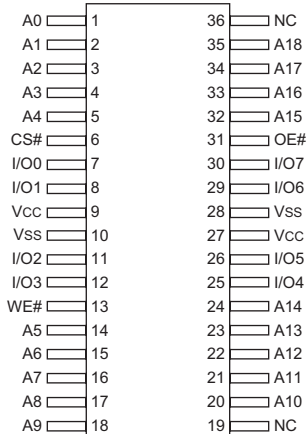 A0 1 36 NC
A1 2 35 A18
A2 3 34 A17
A3 4 33 A16
A4 5 32 A15
CS# 6 31 OE#
I/O0 7 30 I/O7
I/O1 8 29 I/O6
VCC 9 28 VSS
VSS 10 27 VCC
I/O2 11 26 I/O5
I/O3 12 25 I/O4
WE# 13 24 A14
A5 14 23 A13
A6 15 22 A12
A7 16 21 A11
A8 17 20 A10
A9 18 19 NC